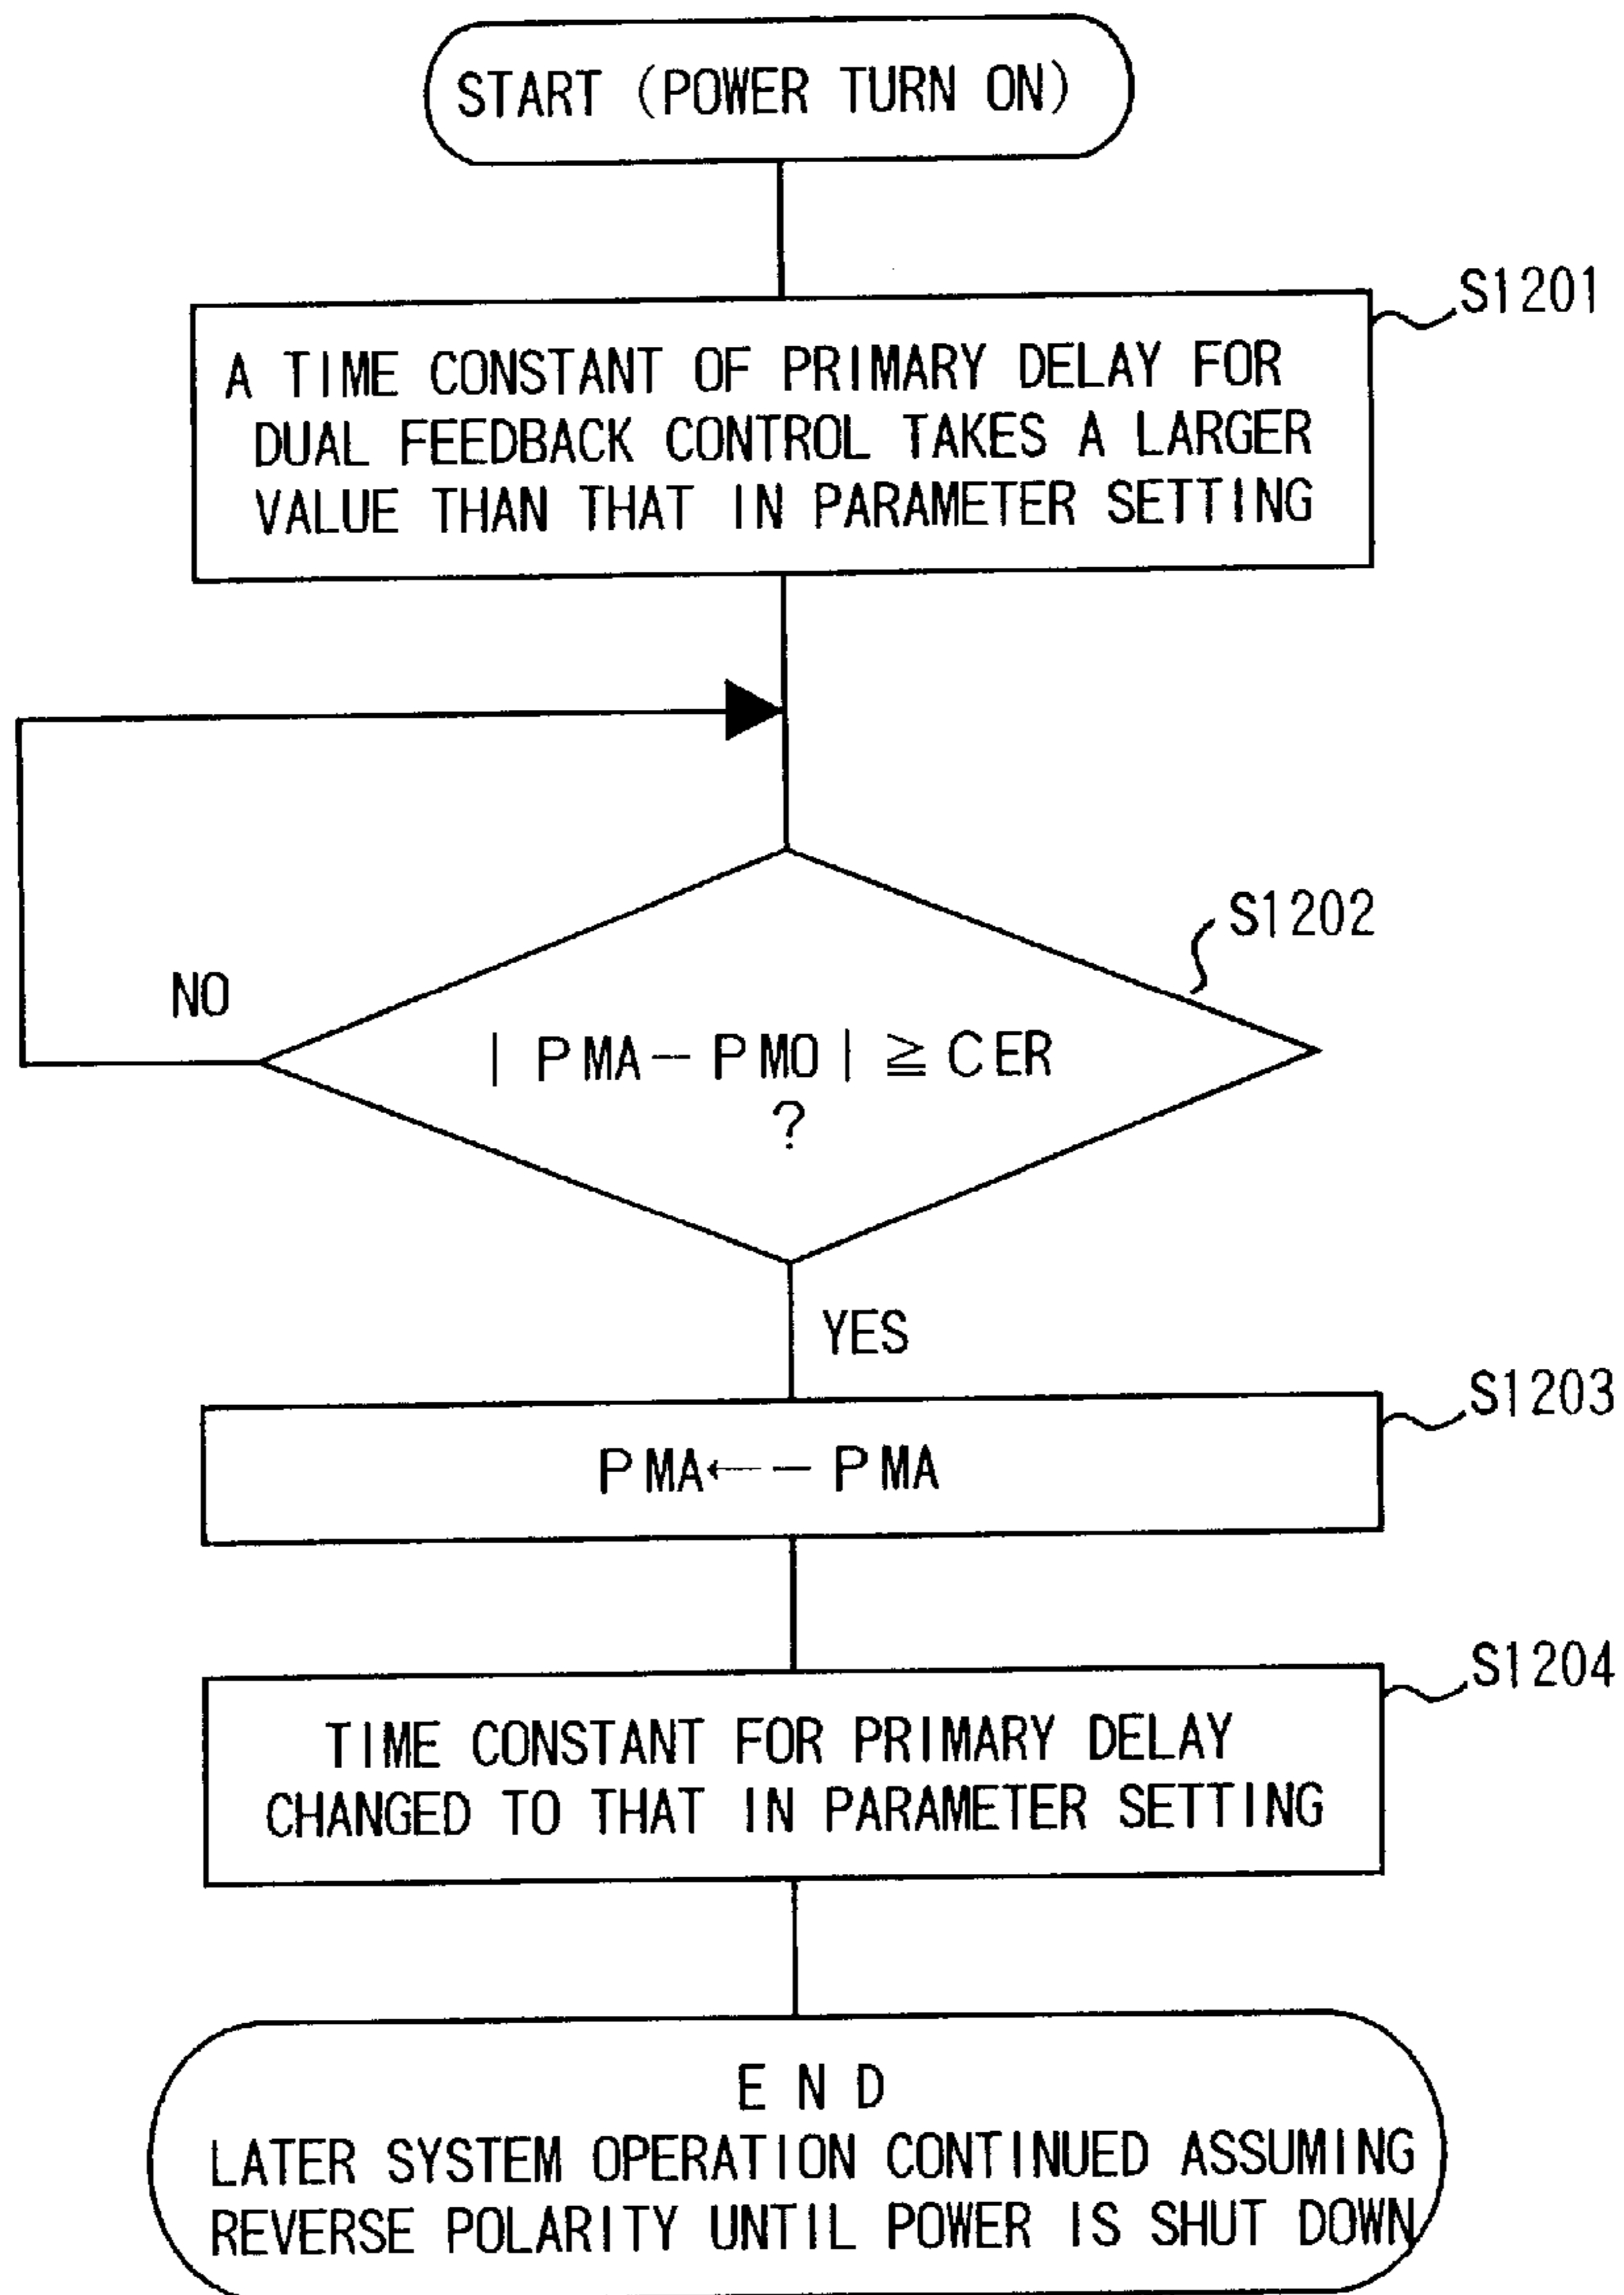 START (POWER TURN ON)
S1201
A TIME CONSTANT OF PRIMARY DELAY FOR
DUAL FEEDBACK CONTROL TAKES A LARGER
VALUE THAN THAT IN PARAMETER SETTING
S1202
NO
| PMA − PMO | ≧ CER
?
YES
S1203
PMA ← − PMA
S1204
TIME CONSTANT FOR PRIMARY DELAY
CHANGED TO THAT IN PARAMETER SETTING
END
LATER SYSTEM OPERATION CONTINUED ASSUMING
REVERSE POLARITY UNTIL POWER IS SHUT DOWN